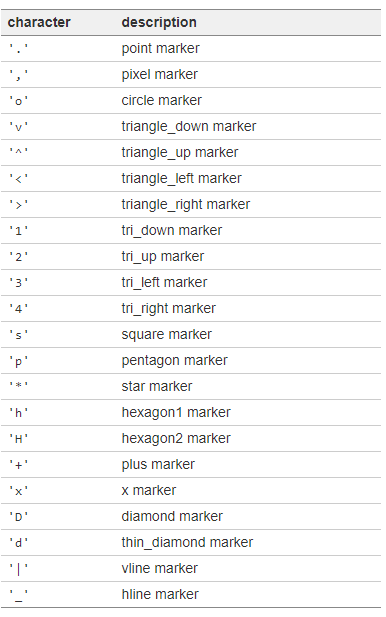 character description
'.' point marker
',' pixel marker
'o' circle marker
'v' triangle_down marker
'^' triangle_up marker
'<' triangle_left marker
'>' triangle_right marker
'1' tri_down marker
'2' tri_up marker
'3' tri_left marker
'4' tri_right marker
's' square marker
'p' pentagon marker
'*' star marker
'h' hexagon1 marker
'H' hexagon2 marker
'+' plus marker
'x' x marker
'D' diamond marker
'd' thin_diamond marker
'|' vline marker
'_' hline marker